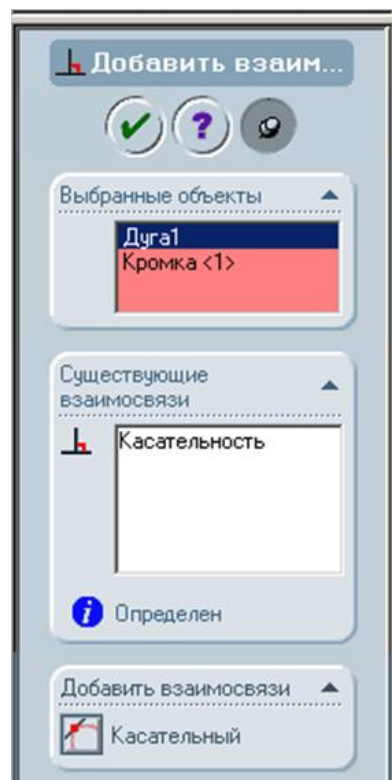 Добавить взаим...
?
Выбранные объекты
Дуга1
Кромка <1>
Существующие
взаимосвязи
Касательность
i Определен
Добавить взаимосвязи
Касательный